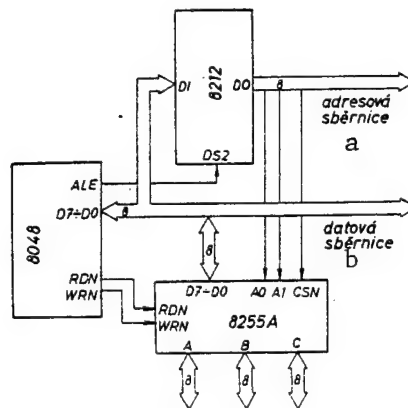 8212
DI
DO
8
adresová
sběrnice
a
DS2
ALE
D7÷D0
8
8048
datová
sběrnice
b
8
RDN
WRN
D7÷D0
A0
A1
CSN
RDN
WRN
8255A
A
B
C
8
8
8